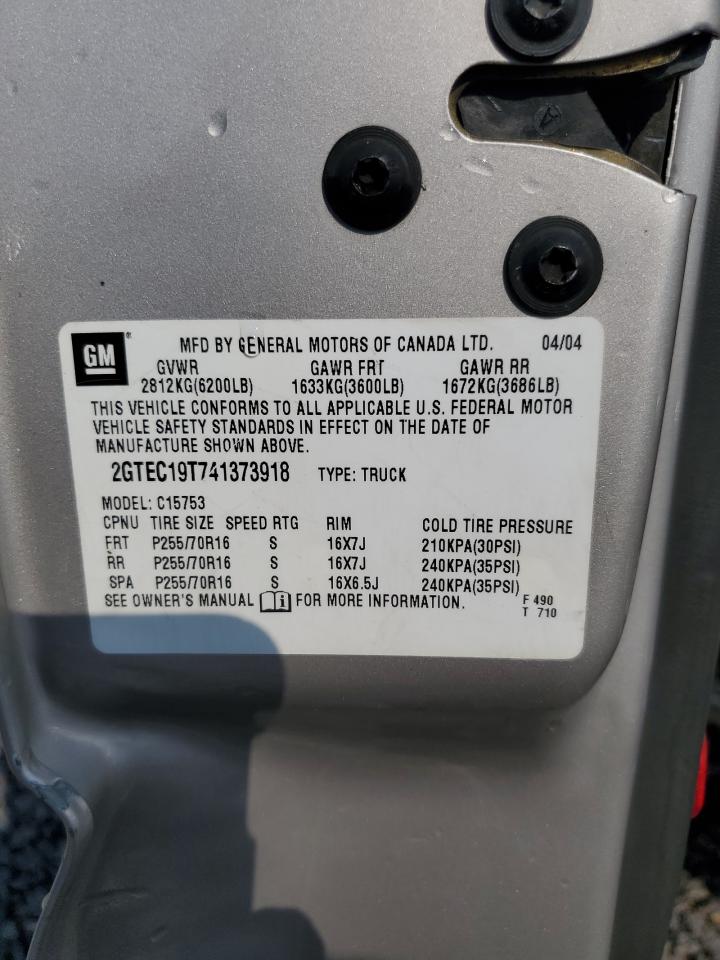 GM MFD BY GENERAL MOTORS OF CANADA LTD. 04/04
GVWR GAWR FRT GAWR RR
2812KG(6200LB) 1633KG(3600LB) 1672KG(3686LB)
THIS VEHICLE CONFORMS TO ALL APPLICABLE U.S. FEDERAL MOTOR
VEHICLE SAFETY STANDARDS IN EFFECT ON THE DATE OF
MANUFACTURE SHOWN ABOVE.
2GTEC19T741373918 TYPE: TRUCK
MODEL: C15753
CPNU TIRE SIZE SPEED RTG RIM COLD TIRE PRESSURE
FRT P255/70R16 S 16X7J 210KPA(30PSI)
RR P255/70R16 S 16X7J 240KPA(35PSI)
SPA P255/70R16 S 16X6.5J 240KPA(35PSI)
SEE OWNER'S MANUAL i FOR MORE INFORMATION. F 490
T 710